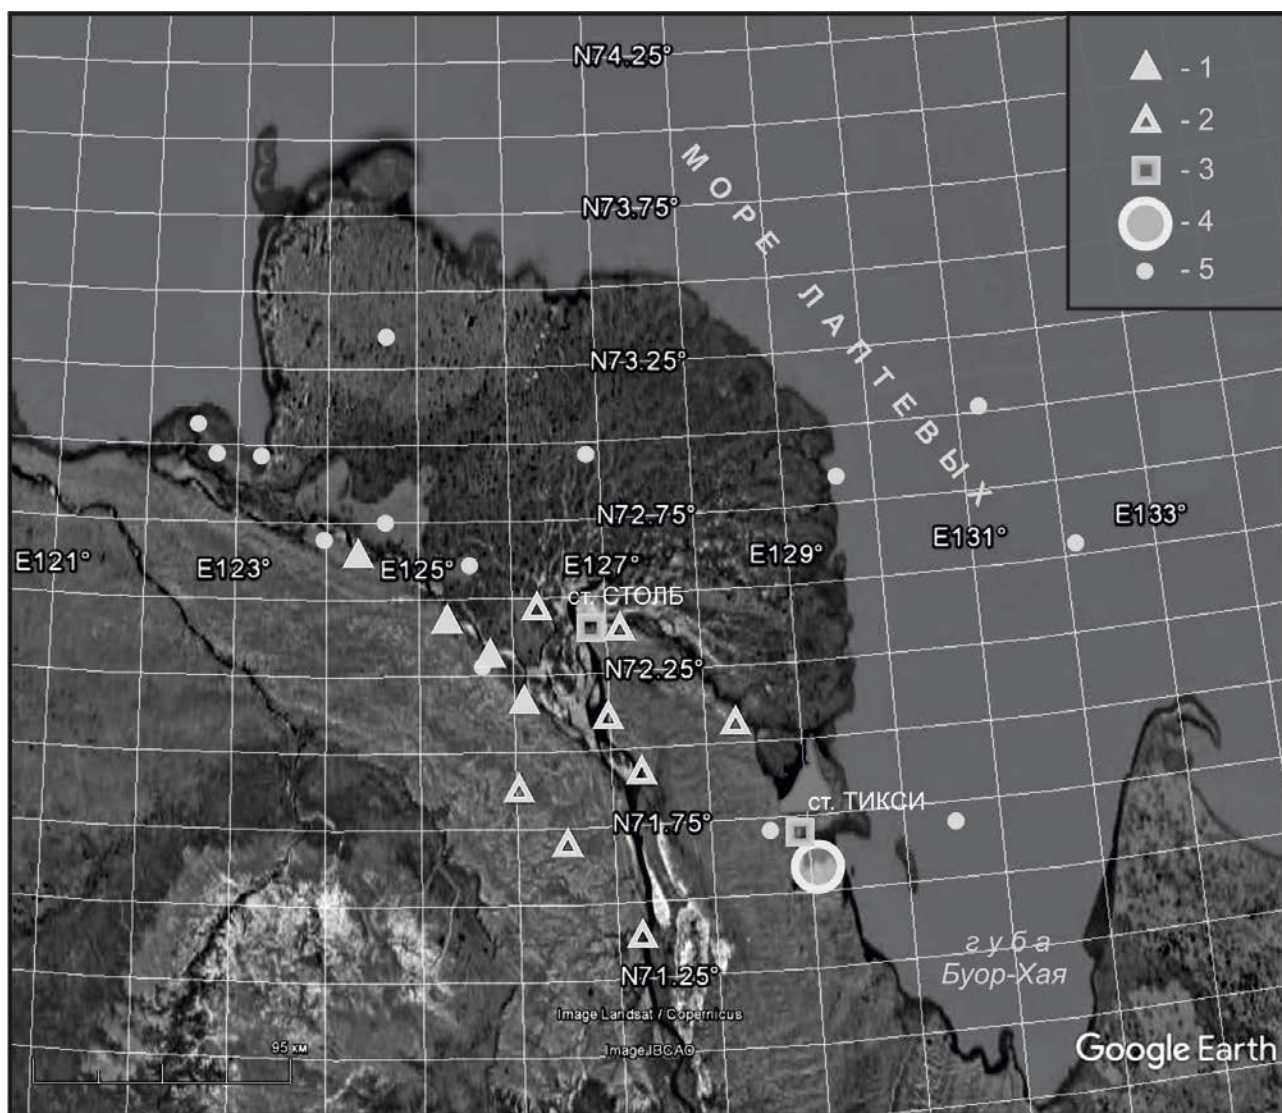 N74.25°
- 1
- 2
- 3
- 4
- 5
МОРЕ ЛАПТЕВЫХ
N73.75°
N73.25°
N72.75°
E121°
E123°
E125°
E127°
E129°
E131°
E133°
ст. СТОЛБ
N72.25°
ст. ТИКСИ
N71.75°
губа
Буор-Хая
N71.25°
Image Landsat / Copernicus
Image IBCAO
95 км
Google Earth